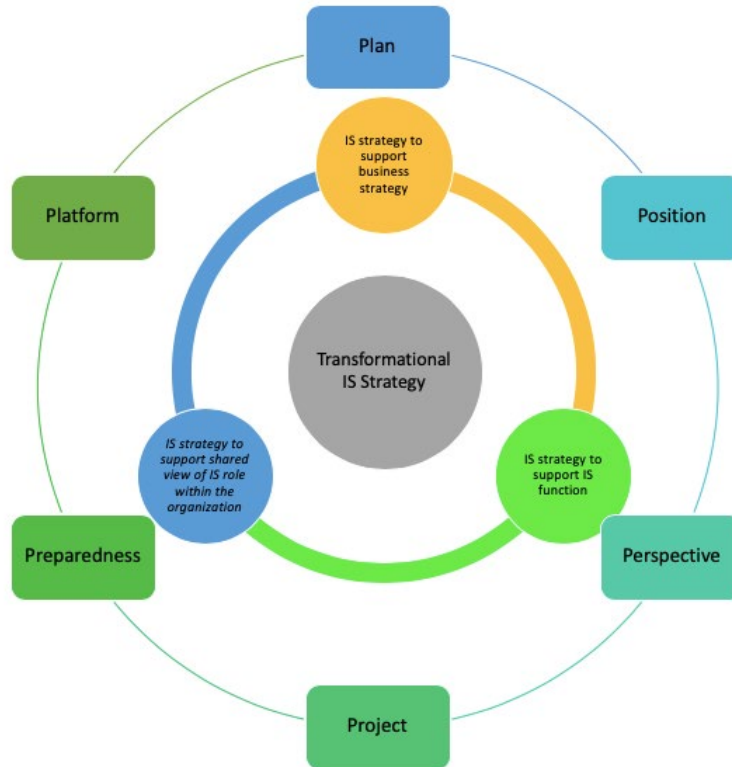 Plan
IS strategy to
support
business
strategy
Platform
Position
Transformational
IS Strategy
IS strategy to
support shared
view of IS role
within the
organization
IS strategy to
support IS
function
Preparedness
Perspective
Project